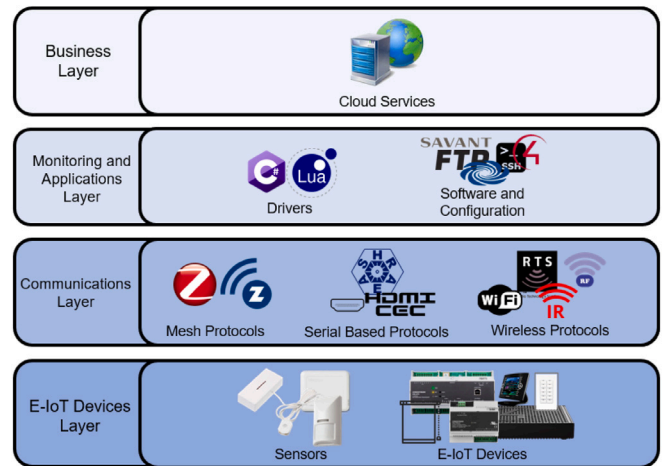 Business
Layer
Cloud Services
Monitoring and
Applications
Layer
C#
Lua
Drivers
SAVANT
FTP
SSH
4
Software and
Configuration
Communications
Layer
Z
Z
Mesh Protocols
HDMI
CEC
Serial Based Protocols
RTS
RF
WiFi
IR
Wireless Protocols
E-IoT Devices
Layer
Sensors
E-IoT Devices